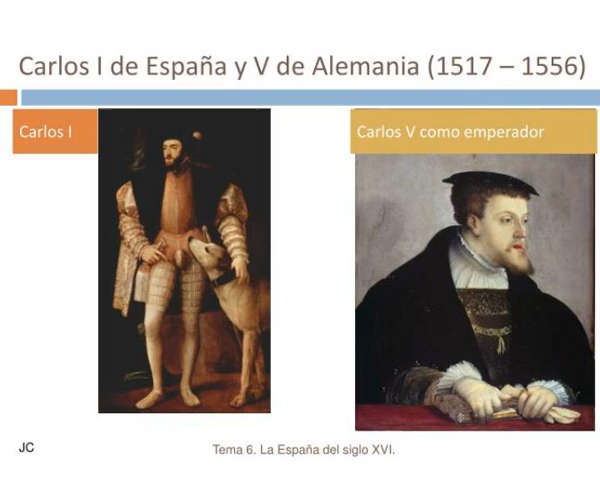 Carlos I de España y V de Alemania (1517 – 1556)
Carlos I
Carlos V como emperador
JC
Tema 6. La España del siglo XVI.